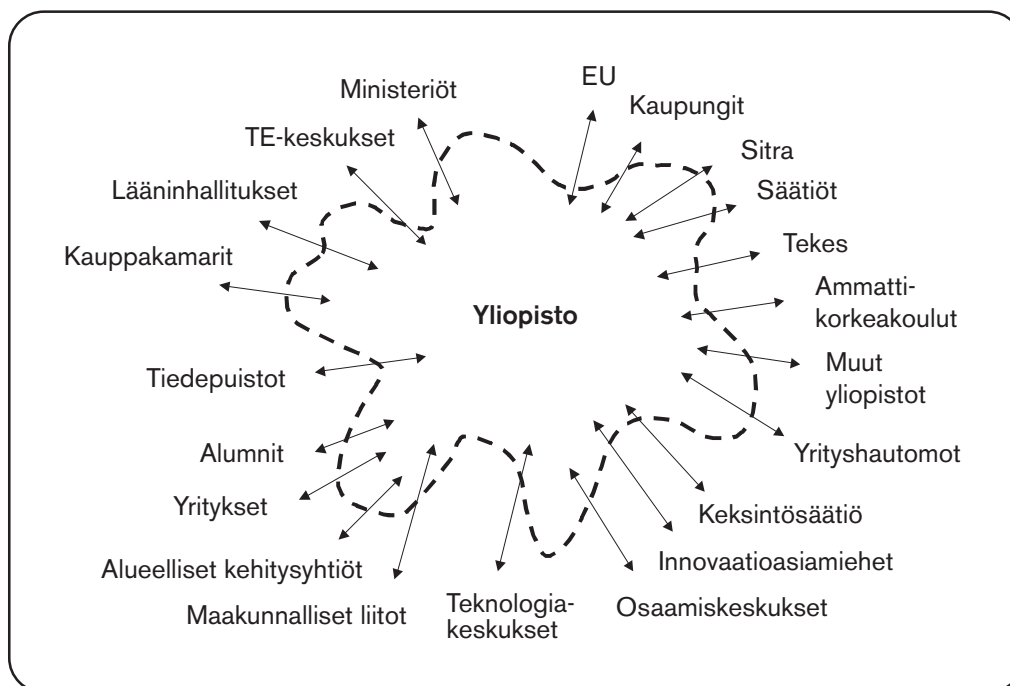 EU
Ministeriöt
Kaupungit
TE-keskukset
Sitra
Lääninhallitukset
Säätiöt
Kauppakamarit
Tekes
Ammatti-
korkeakoulut
Yliopisto
Muut
yliopistot
Tiedepuistot
Alumnit
Yrityshautomot
Yritykset
Keksintösäätiö
Alueelliset kehitysyhtiöt
Innovaatioasiamiehet
Maakunnalliset liitot
Teknologia-
keskukset
Osaamiskeskukset